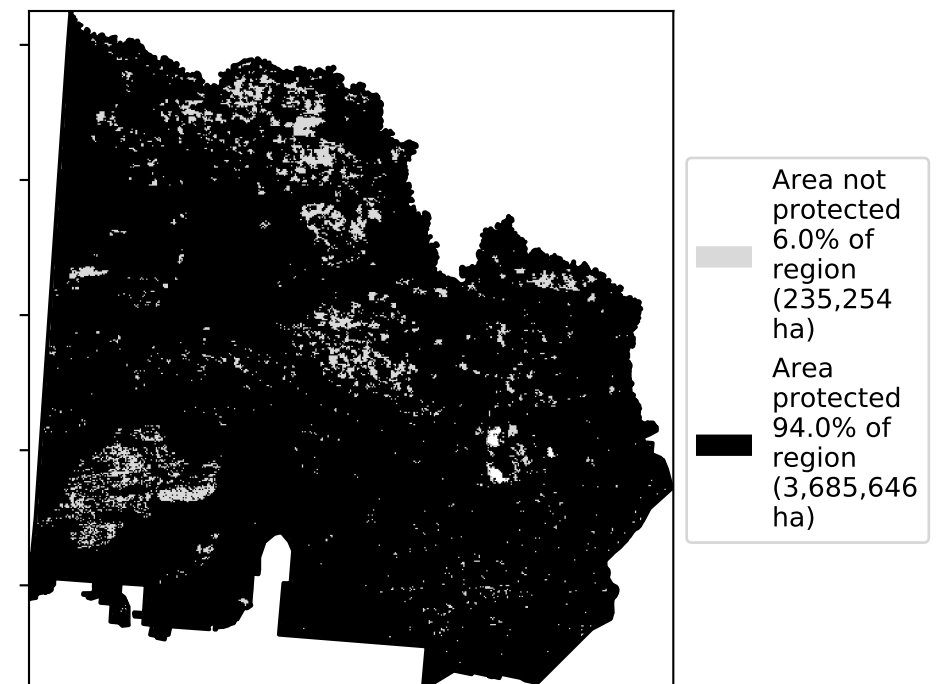 Area not
protected
6.0% of
region
(235,254
ha)
Area
protected
94.0% of
region
(3,685,646
ha)